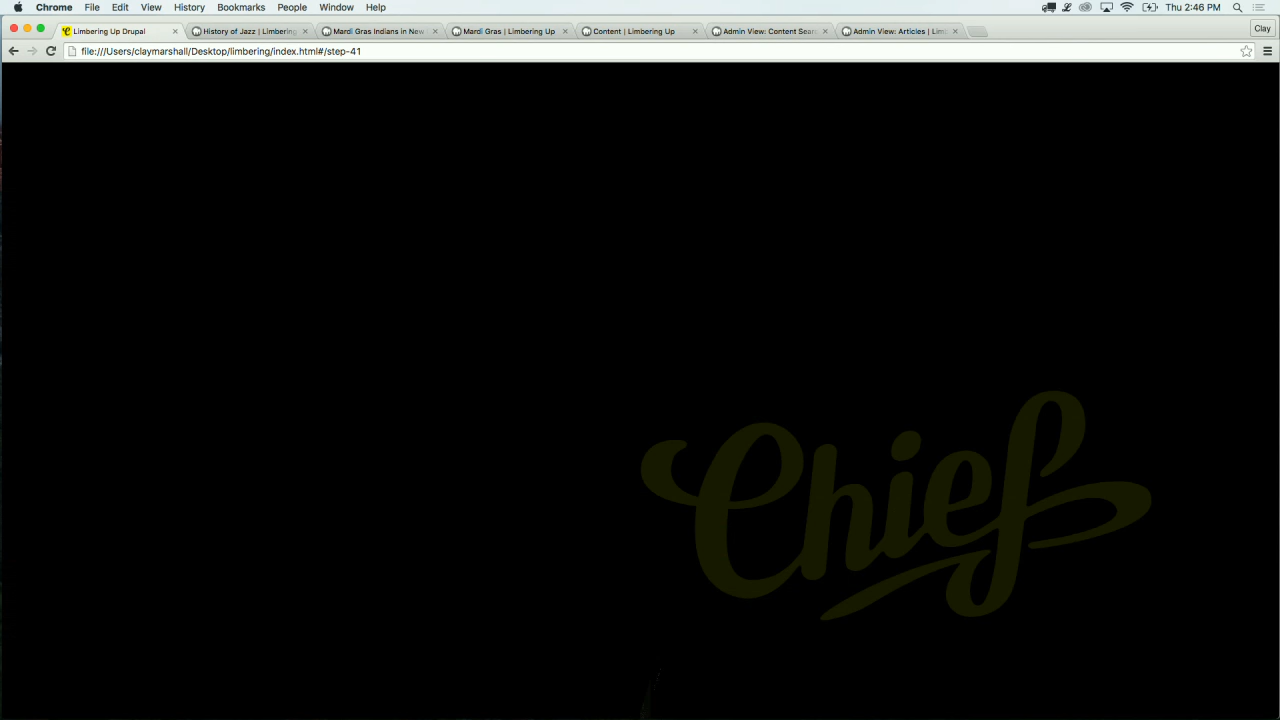 Chrome File Edit View History Bookmarks People Window Help Thu 2:46 PM
Limbering Up Drupal History of Jazz | Limbering Mardi Gras Indians in New Mardi Gras | Limbering Up Content | Limbering Up Admin View: Content Sear Admin View: Articles | Lim Clay
file:///Users/claymarshall/Desktop/limbering/index.html#/step-41
Chief